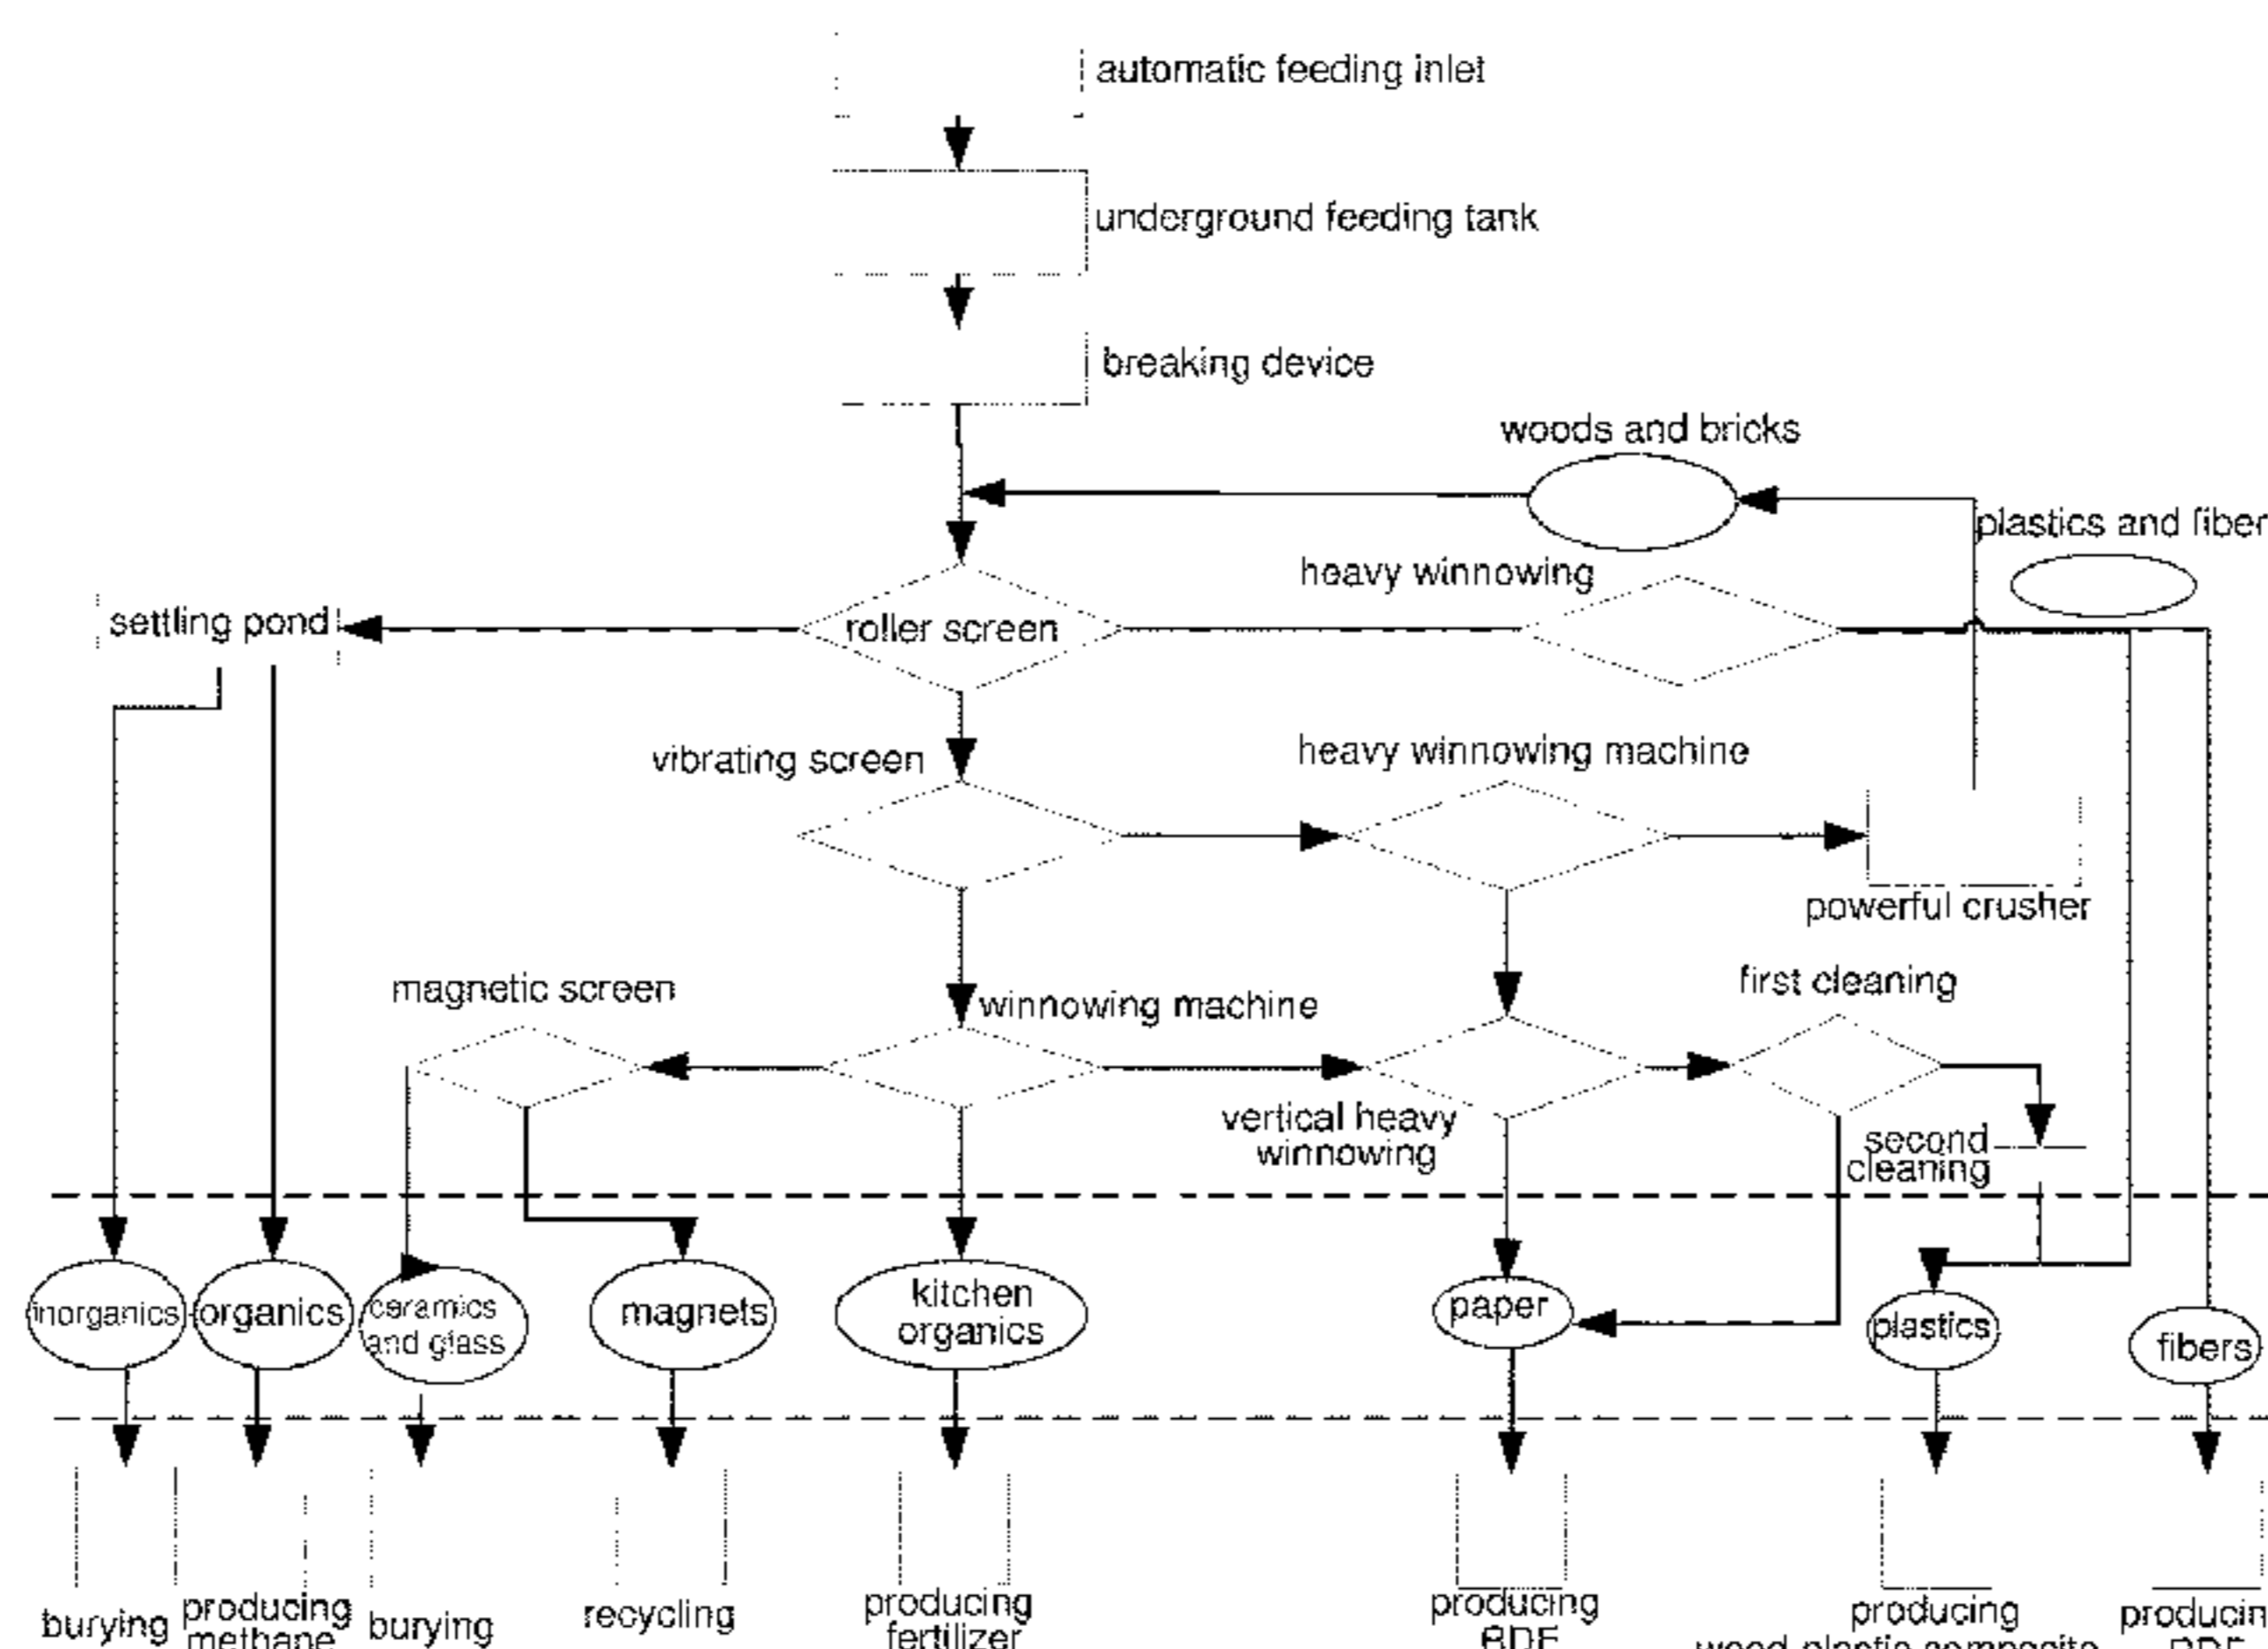 automatic feeding inlet
underground feeding tank
breaking device
woods and bricks
plastics and fiber
heavy winnowing
settling pond
roller screen
vibrating screen
heavy winnowing machine
powerful crusher
magnetic screen
winnowing machine
first cleaning
vertical heavy
winnowing
second
cleaning
inorganics
organics
ceramics
and glass
magnets
kitchen
organics
paper
plastics
fibers
burying
producing
methane
burying
recycling
producing
fertilizer
producing
producing
wood-plastic composite